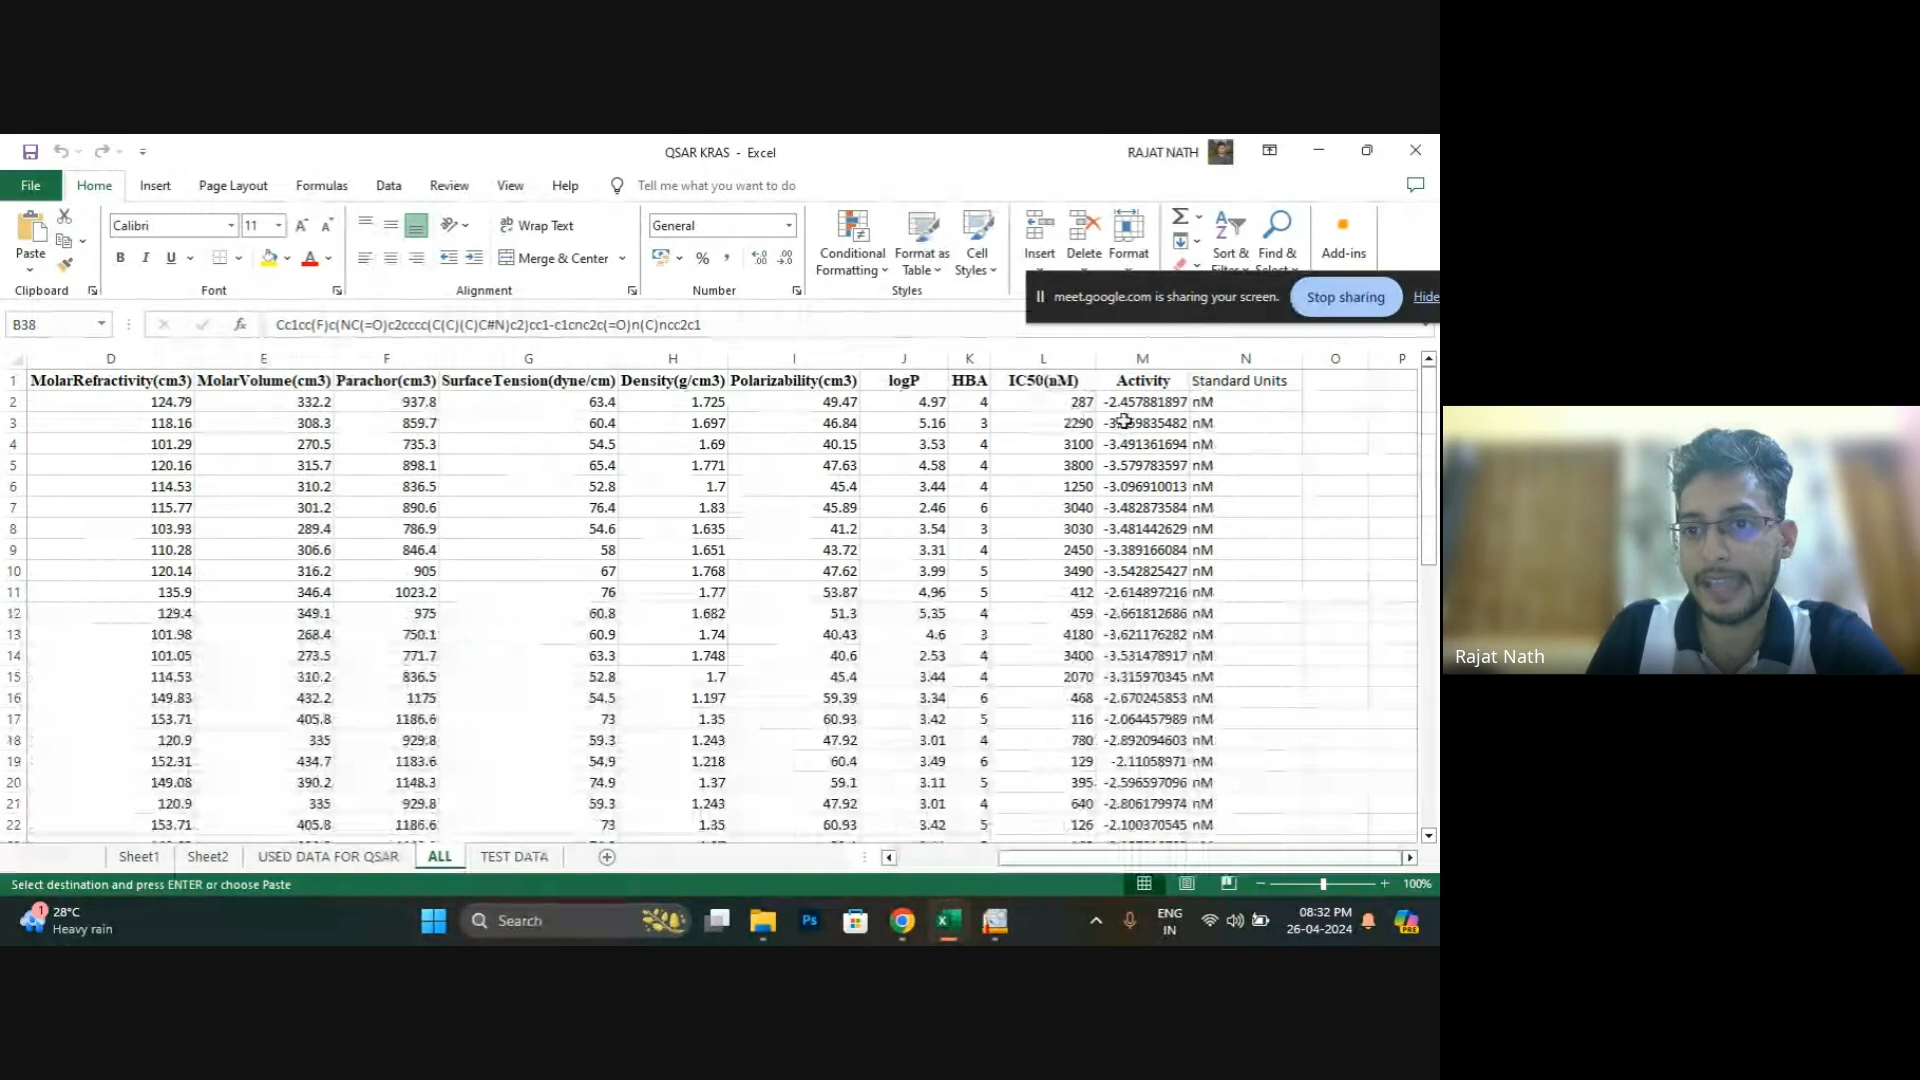 QSAR KRAS - Excel
RAJAT NATH
File Home Insert Page Layout Formulas Data Review View Help Tell me what you want to do
Paste
Clipboard
Calibri 11
B I U
Font
Wrap Text
Merge & Center
Alignment
General
Number
Conditional Formatting
Format as Table
Cell Styles
Styles
Insert Delete Format
Sort & Find &
Add-ins
meet.google.com is sharing your screen. Stop sharing Hide
B38 fx Cc1cc(F)c(NC(=O)c2cccc(C(C)(C)C#N)c2)cc1-c1cnc2c(=O)n(C)ncc2c1
D E F G H I J K L M N O P
1 MolarRefractivity(cm3) MolarVolume(cm3) Parachor(cm3) SurfaceTension(dyne/cm) Density(g/cm3) Polarizability(cm3) logP HBA IC50(nM) Activity Standard Units
2 124.79 332.2 937.8 63.4 1.725 49.47 4.97 4 287 -2.457881897 nM
3 118.16 308.3 859.7 60.4 1.697 46.84 5.16 3 2290 nM
4 101.29 270.5 735.3 54.5 1.69 40.15 3.53 4 3100 -3.491361694 nM
5 120.16 315.7 898.1 65.4 1.771 47.63 4.58 4 3800 -3.579783597 nM
6 114.53 310.2 836.5 52.8 1.7 45.4 3.44 4 1250 -3.096910013 nM
7 115.77 301.2 890.6 76.4 1.83 45.89 2.46 6 3040 -3.482873584 nM
8 103.93 289.4 786.9 54.6 1.635 41.2 3.54 3 3030 -3.481442629 nM
9 110.28 306.6 846.4 58 1.651 43.72 3.31 4 2450 -3.389166084 nM
10 120.14 316.2 905 67 1.768 47.62 3.99 5 3490 -3.542825427 nM
11 135.9 346.4 1023.2 76 1.77 53.87 4.96 5 412 -2.614897216 nM
12 129.4 349.1 975 60.8 1.682 51.3 5.35 4 459 -2.661812686 nM
13 101.98 268.4 750.1 60.9 1.74 40.43 4.6 3 4180 -3.621176282 nM
14 101.05 273.5 771.7 63.3 1.748 40.6 2.53 4 3400 -3.531478917 nM
15 114.53 310.2 836.5 52.8 1.7 45.4 3.44 4 2070 -3.315970345 nM
16 149.83 432.2 1175 54.5 1.197 59.39 3.34 6 468 -2.670245853 nM
17 153.71 405.8 1186.6 73 1.35 60.93 3.42 5 116 -2.064457989 nM
18 120.9 335 929.8 59.3 1.243 47.92 3.01 4 780 -2.892094603 nM
19 152.31 434.7 1183.6 54.9 1.218 60.4 3.49 6 129 -2.11058971 nM
20 149.08 390.2 1148.3 74.9 1.37 59.1 3.11 5 395 -2.596597096 nM
21 120.9 335 929.8 59.3 1.243 47.92 3.01 4 640 -2.806179974 nM
22 153.71 405.8 1186.6 73 1.35 60.93 3.42 5 126 -2.100370545 nM
Sheet1 Sheet2 USED DATA FOR QSAR ALL TEST DATA
Select destination and press ENTER or choose Paste
100%
1
28°C
Heavy rain
Search
Ps
ENG
IN
08:32 PM
26-04-2024
PRE
Rajat Nath